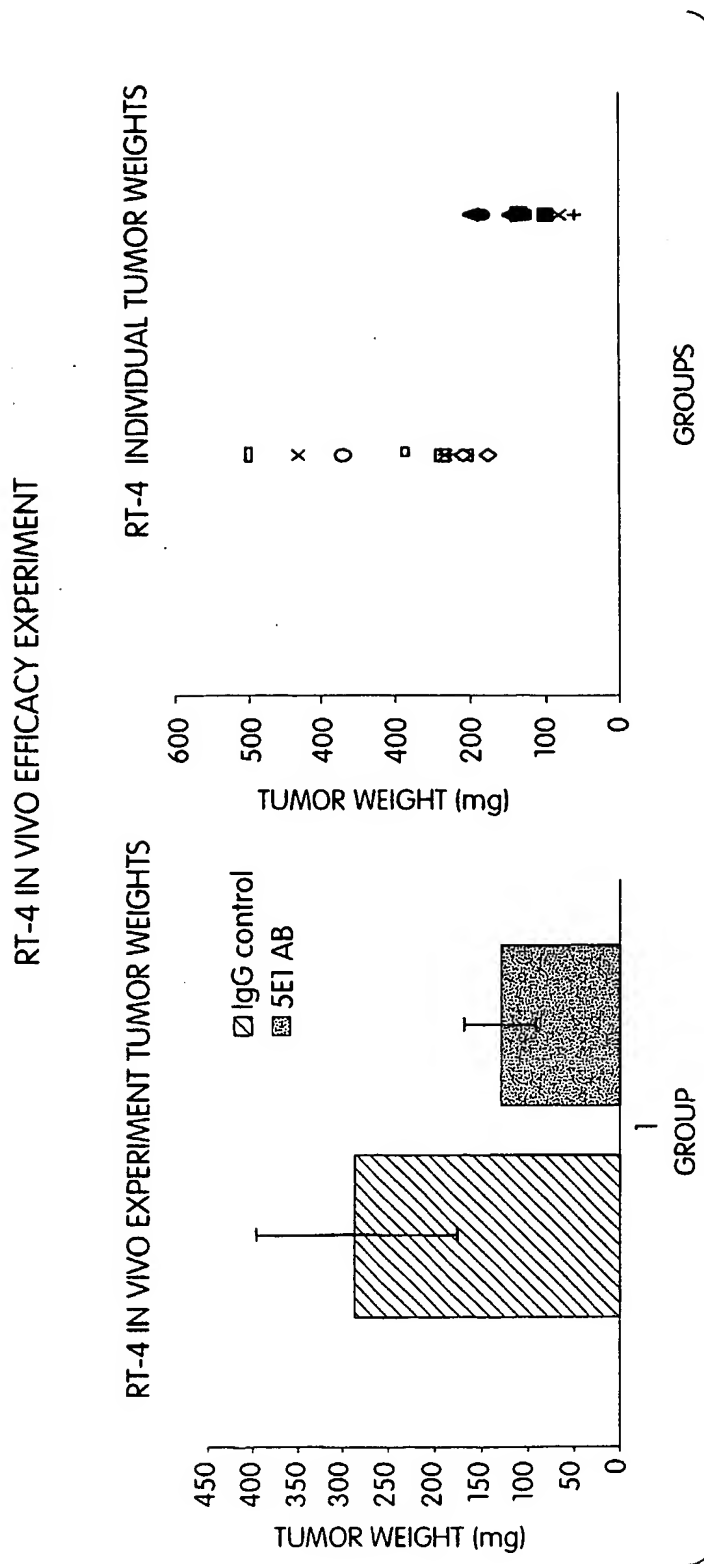 RT-4 IN VIVO EFFICACY EXPERIMENT
RT-4 IN VIVO EXPERIMENT TUMOR WEIGHTS
TUMOR WEIGHT (mg)
450
400
350
300
250
200
150
100
50
0
IgG control
5E1 AB
1
GROUP
RT-4 INDIVIDUAL TUMOR WEIGHTS
TUMOR WEIGHT (mg)
600
400
400
400
200
100
0
GROUPS